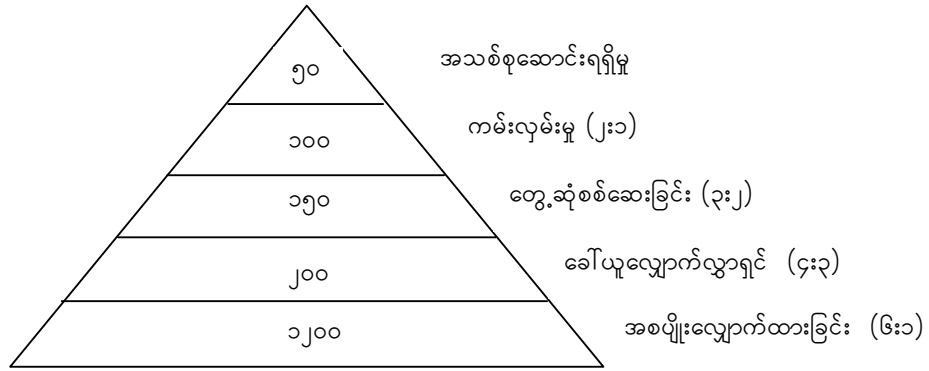 ၅၀ အသစ်စုဆောင်းရရှိမှု
၁၀၀ ကမ်းလှမ်းမှု (၂း၁)
၁၅၀ တွေ့ဆုံစစ်ဆေးခြင်း (၃း၂)
၂၀၀ ခေါ်ယူလျှောက်လွှာရှင် (၄း၃)
၁၂၀၀ အစပျိုးလျှောက်ထားခြင်း (၆း၁)